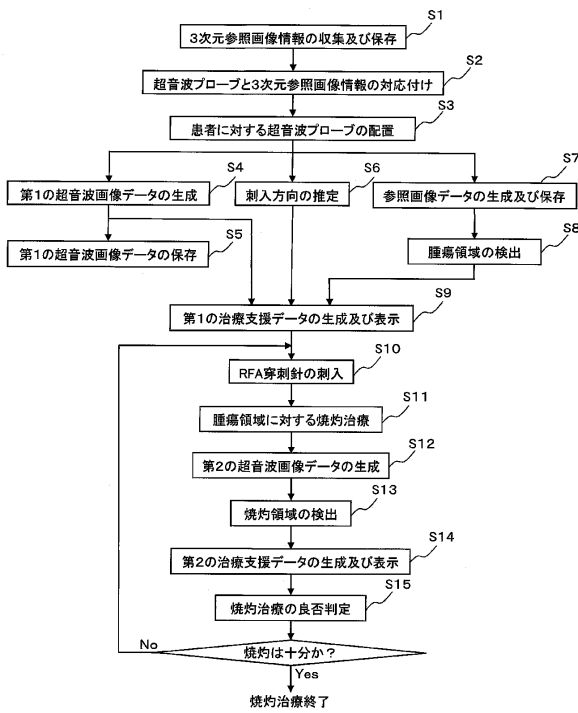 S1
3次元参照画像情報の収集及び保存
S2
超音波プローブと3次元参照画像情報の対応付け
S3
患者に対する超音波プローブの配置
S4
第1の超音波画像データの生成
S5
第1の超音波画像データの保存
S6
刺入方向の推定
S7
参照画像データの生成及び保存
S8
腫瘍領域の検出
S9
第1の治療支援データの生成及び表示
S10
RFA穿刺針の刺入
S11
腫瘍領域に対する焼灼治療
S12
第2の超音波画像データの生成
S13
焼灼領域の検出
S14
第2の治療支援データの生成及び表示
S15
焼灼治療の良否判定
No
焼灼は十分か?
Yes
焼灼治療終了